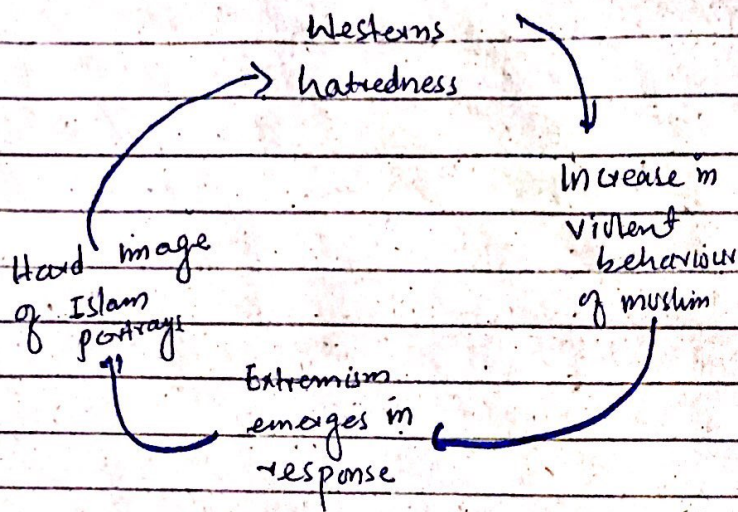 Westerns
hatredness
Increase in
violent
behaviour
of muslim
Extremism
emerges in
response
Hard image
of Islam
portrays